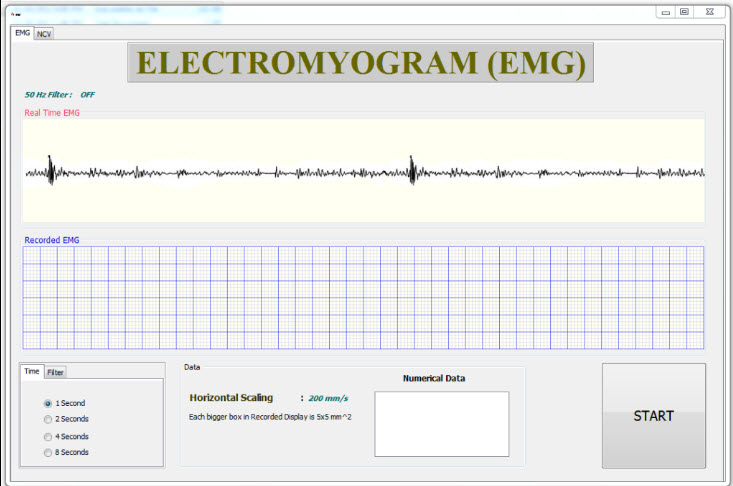 EMG NCV
ELECTROMYOGRAM (EMG)
50 Hz Filter : OFF
Real Time EMG
Recorded EMG
Time Filter
1 Second
2 Seconds
4 Seconds
8 Seconds
Data
Horizontal Scaling : 200 mm/s
Each bigger box in Recorded Display is 5x5 mm^2
Numerical Data
START